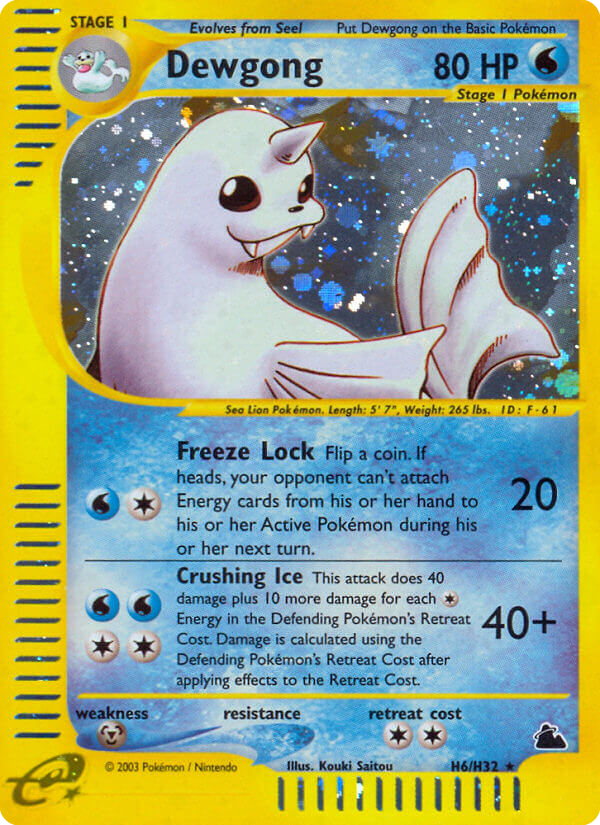 STAGE 1
Evolves from Seel
Put Dewgong on the Basic Pokémon
Dewgong
80 HP
Stage 1 Pokémon
Sea Lion Pokémon. Length: 5' 7", Weight: 265 lbs. ID: F-61
Freeze Lock Flip a coin. If
heads, your opponent can't attach
Energy cards from his or her hand to
his or her Active Pokémon during his
or her next turn.
20
Crushing Ice This attack does 40
damage plus 10 more damage for each
Energy in the Defending Pokémon's Retreat
Cost. Damage is calculated using the
Defending Pokémon's Retreat Cost after
applying effects to the Retreat Cost.
40+
weakness
resistance
retreat cost
© 2003 Pokémon / Nintendo
Illus. Kouki Saitou
H6/H32 ★
e